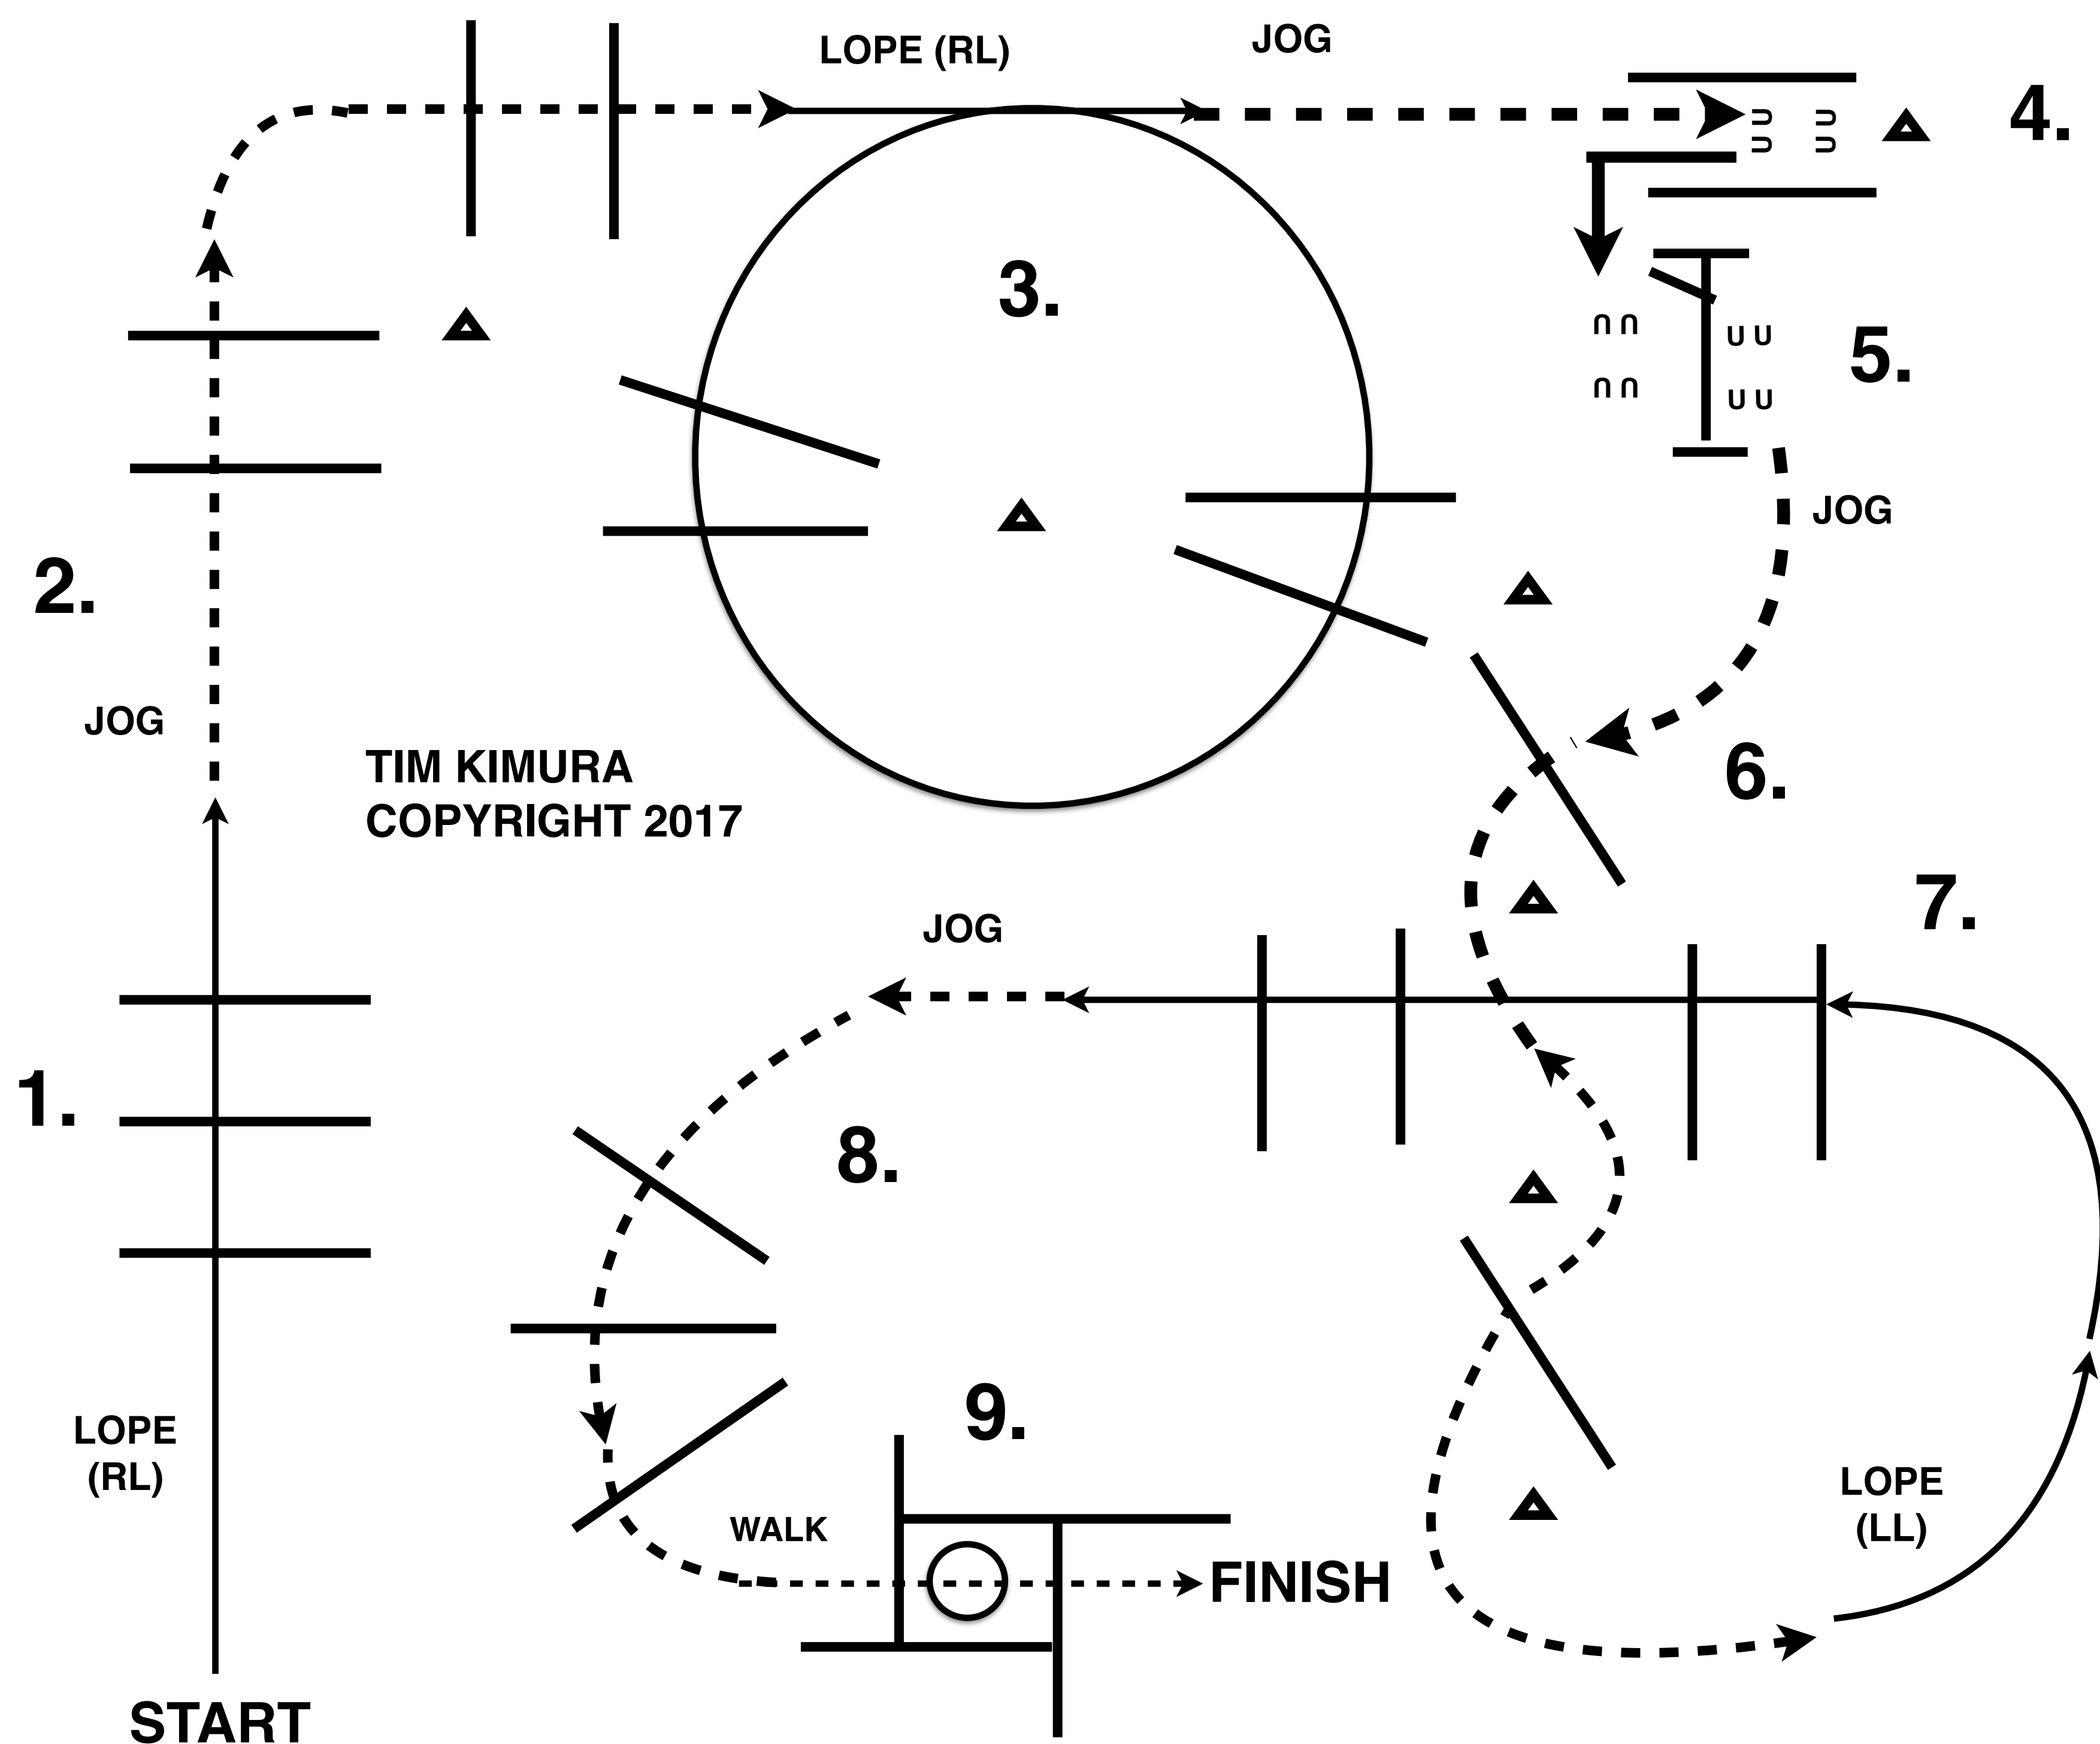 LOPE (RL)
JOG
4.
3.
5.
2.
JOG
JOG
TIM KIMURA
COPYRIGHT 2017
6.
7.
JOG
1.
8.
9.
LOPE
(RL)
LOPE
(LL)
WALK
FINISH
START